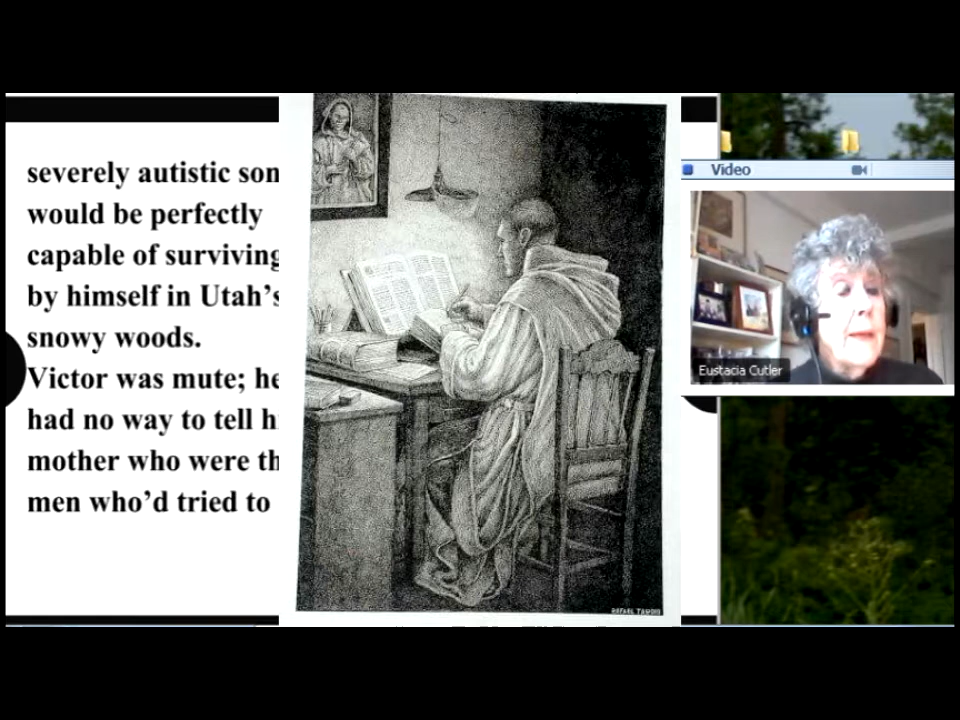 severely autistic son
would be perfectly
capable of surviving
by himself in Utah's
snowy woods.
Victor was mute; he
had no way to tell
mother who were
men who'd tried to
Video
Eustacia Cutler
RAFAEL